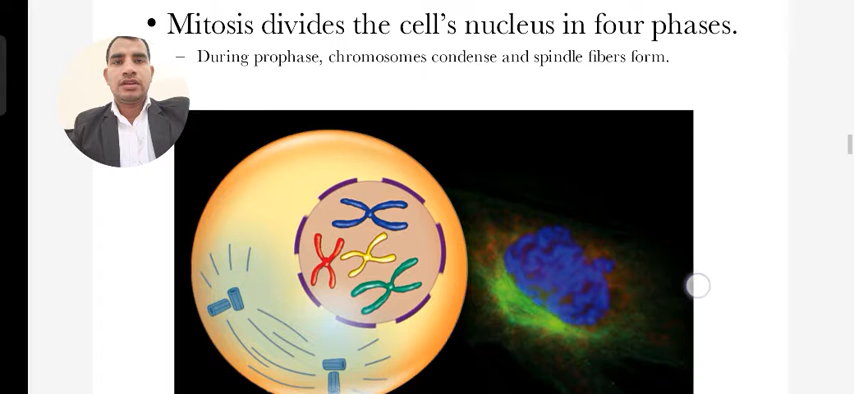 • Mitosis divides the cell’s nucleus in four phases.
– During prophase, chromosomes condense and spindle fibers form.